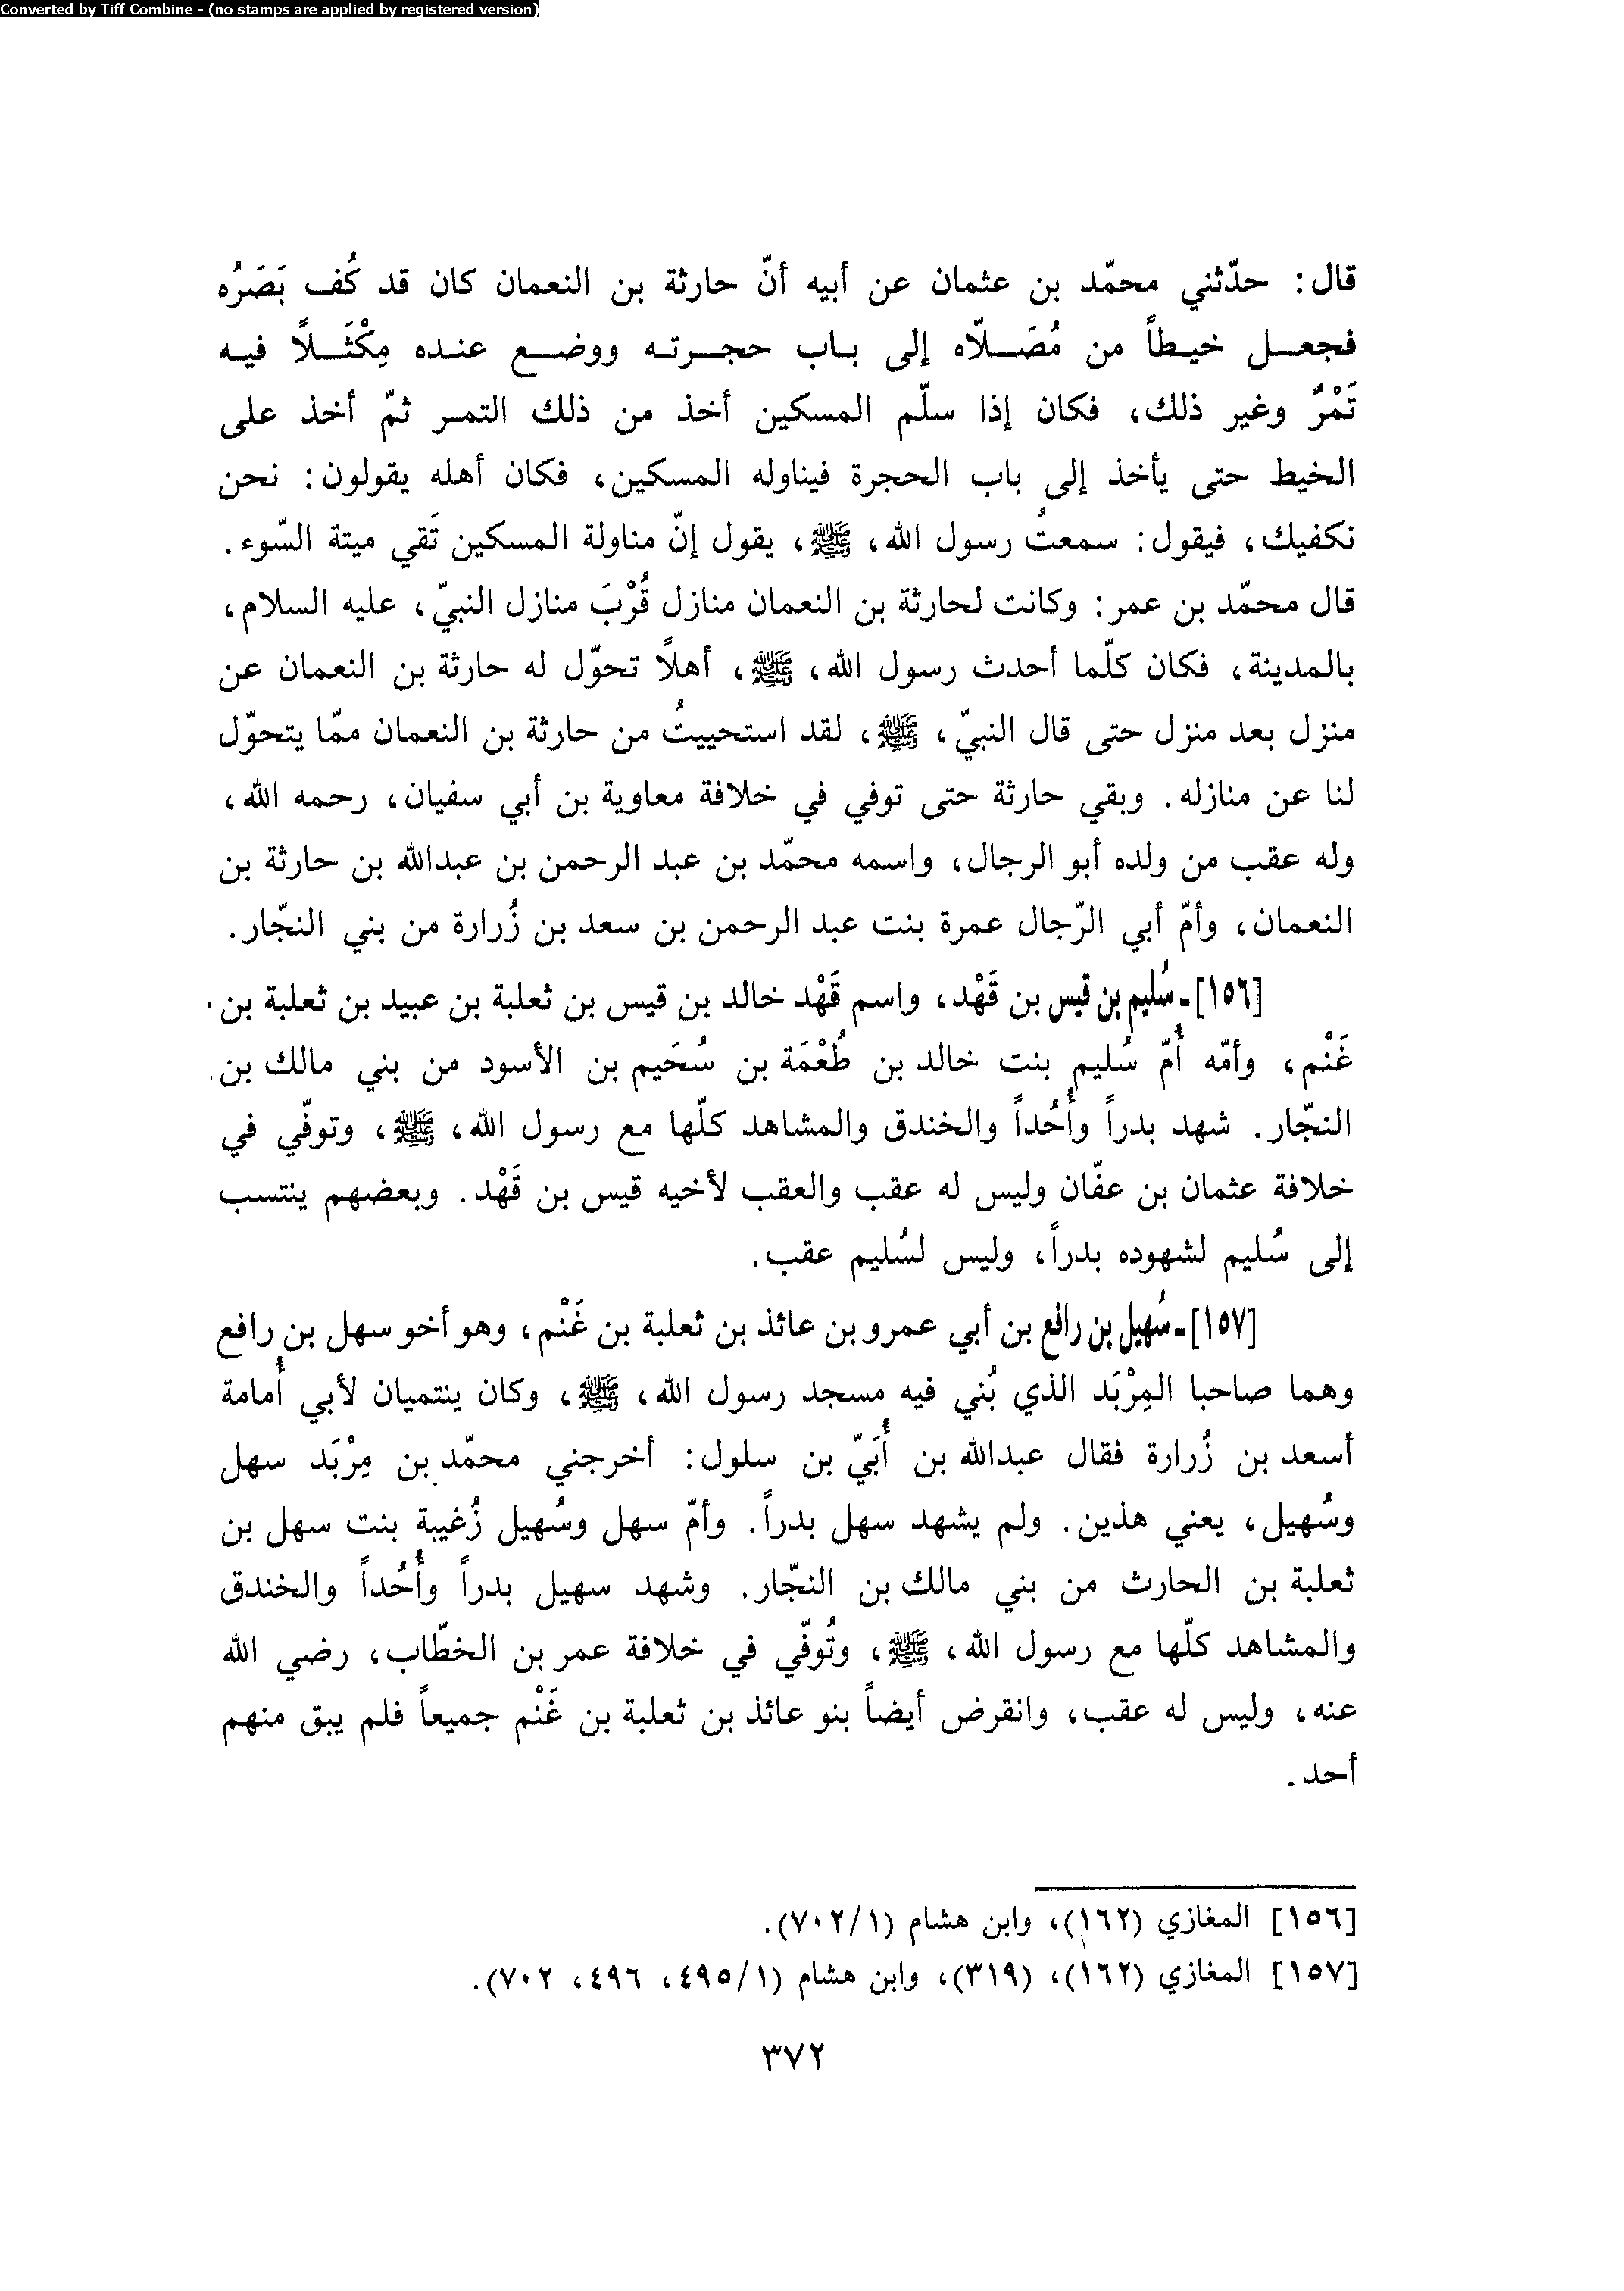 Converted by Tiff Combine - (no stamps are applied by registered version)
قال: حدّثني محمّد بن عثمان عن أبيه أنّ حارثة بن النعمان كان قد كُف بَصَرُه
فجعل خيطاً من مُصَلّاه إلى باب حجرته ووضع عنده مِكْثَلًا فيه
تَمْرٌ وغير ذلك، فكان إذا سلّم المسكين أخذ من ذلك التمر ثمّ أخذ على
الخيط حتى يأخذ إلى باب الحجرة فيناوله المسكين، فكان أهله يقولون: نحن
نكفيك، فيقول: سمعتُ رسول الله، ﷺ، يقول إنّ مناولة المسكين تَقي ميتة السّوء.
قال محمّد بن عمر: وكانت لحارثة بن النعمان منازل قُرْبَ منازل النبيّ، عليه السلام،
بالمدينة، فكان كلّما أحدث رسول الله، ﷺ، أهلًا تحوّل له حارثة بن النعمان عن
منزل بعد منزل حتى قال النبيّ، ﷺ، لقد استحييتُ من حارثة بن النعمان ممّا يتحوّل
لنا عن منازله. وبقي حارثة حتى توفي في خلافة معاوية بن أبي سفيان، رحمه الله،
وله عقب من ولده أبو الرجال، واسمه محمّد بن عبد الرحمن بن عبدالله بن حارثة بن
النعمان، وأمّ أبي الرّجال عمرة بنت عبد الرحمن بن سعد بن زُرارة من بني النجّار.
[١٥٦] ـ سُليم بن قيس بن قَهْد، واسم قَهْد خالد بن قيس بن ثعلبة بن عبيد بن ثعلبة بن
غَنْم، وأمّه أُمّ سُليم بنت خالد بن طُعْمَة بن سُحَيم بن الأسود من بني مالك بن
النجّار. شهد بدراً وأُحُداً والخندق والمشاهد كلّها مع رسول الله، ﷺ، وتوفّي في
خلافة عثمان بن عفّان وليس له عقب والعقب لأخيه قيس بن قَهْد. وبعضهم ينتسب
إلى سُليم لشهوده بدراً، وليس لسُليم عقب.
[١٥٧] ـ سُهيل بن رافع بن أبي عمرو بن عائذ بن ثعلبة بن غَنْم، وهو أخو سهل بن رافع
وهما صاحبا المِرْبَد الذي بُني فيه مسجد رسول الله، ﷺ، وكان ينتميان لأبي أُمامة
أسعد بن زُرارة فقال عبدالله بن أُبَيّ بن سلول: أخرجني محمّد بن مِرْبَد سهل
وسُهيل، يعني هذين. ولم يشهد سهل بدراً. وأمّ سهل وسُهيل زُغيبة بنت سهل بن
ثعلبة بن الحارث من بني مالك بن النجّار. وشهد سهيل بدراً وأُحُداً والخندق
والمشاهد كلّها مع رسول الله، ﷺ، وتُوفّي في خلافة عمر بن الخطّاب، رضي الله
عنه، وليس له عقب، وانقرض أيضاً بنو عائذ بن ثعلبة بن غَنْم جميعاً فلم يبق منهم
أحد.
[١٥٦] المغازي (١٦٢)، وابن هشام (٧٠٢/١).
[١٥٧] المغازي (١٦٢)، (٣١٩)، وابن هشام (٤٩٥/١، ٤٩٦، ٧٠٢).
٣٧٢